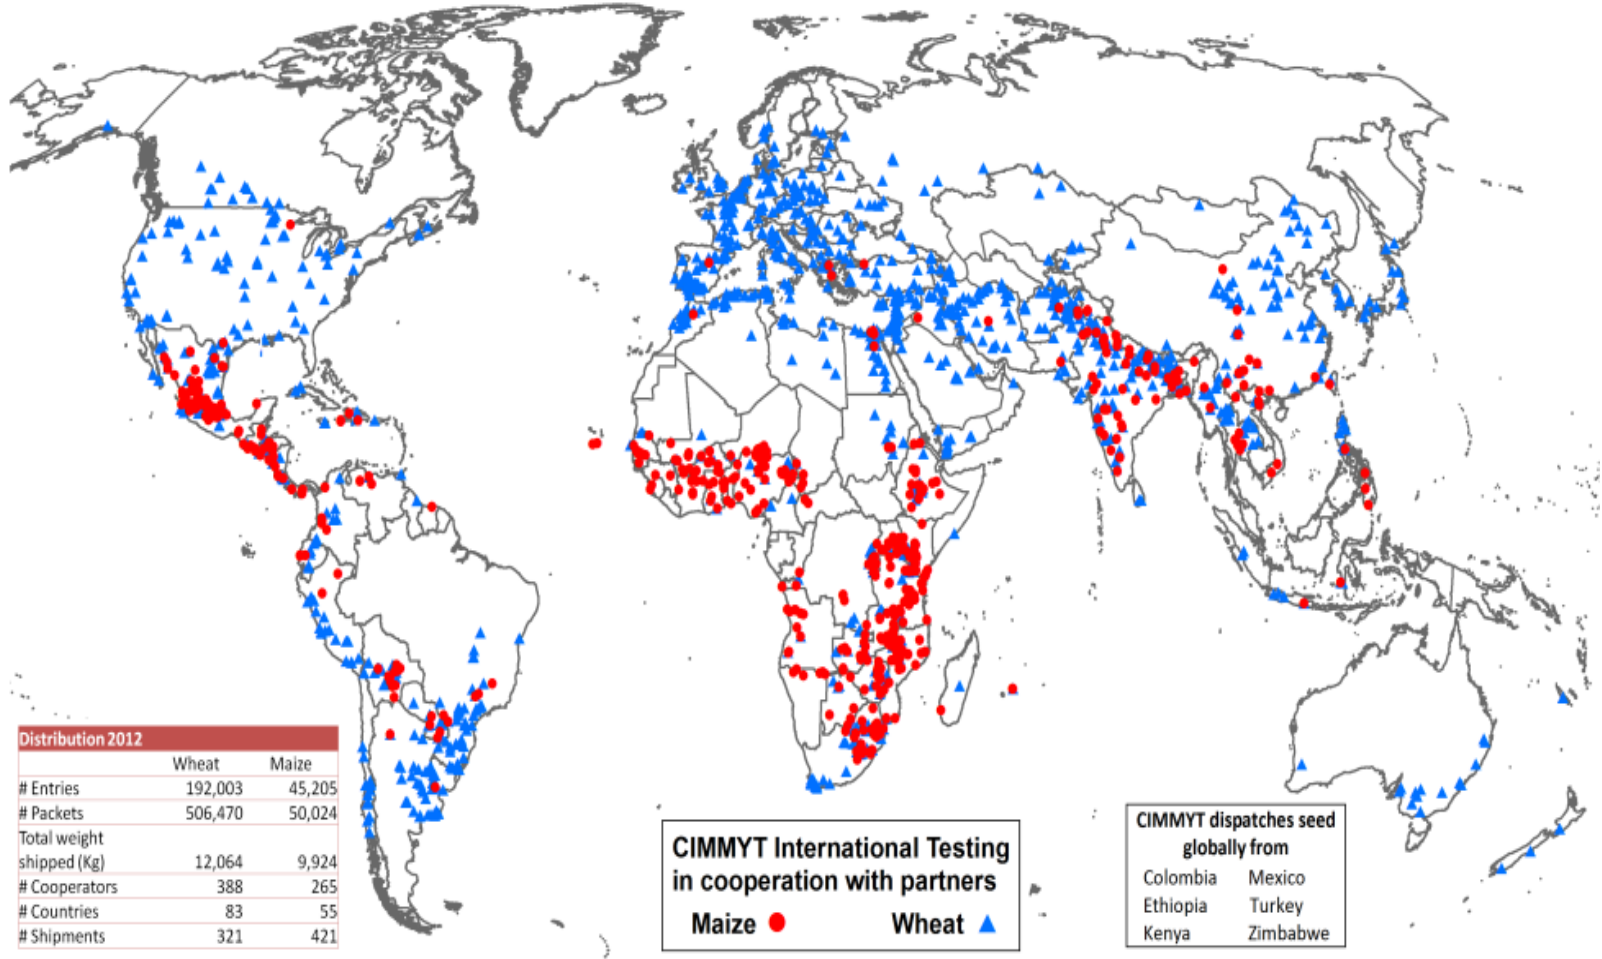 Distribution 2012
Wheat Maize
# Entries 192,003 45,205
# Packets 506,470 50,024
Total weight
shipped (Kg) 12,064 9,924
# Cooperators 388 265
# Countries 83 55
# Shipments 321 421
CIMMYT International Testing
in cooperation with partners
Maize Wheat
CIMMYT dispatches seed
globally from
Colombia Mexico
Ethiopia Turkey
Kenya Zimbabwe